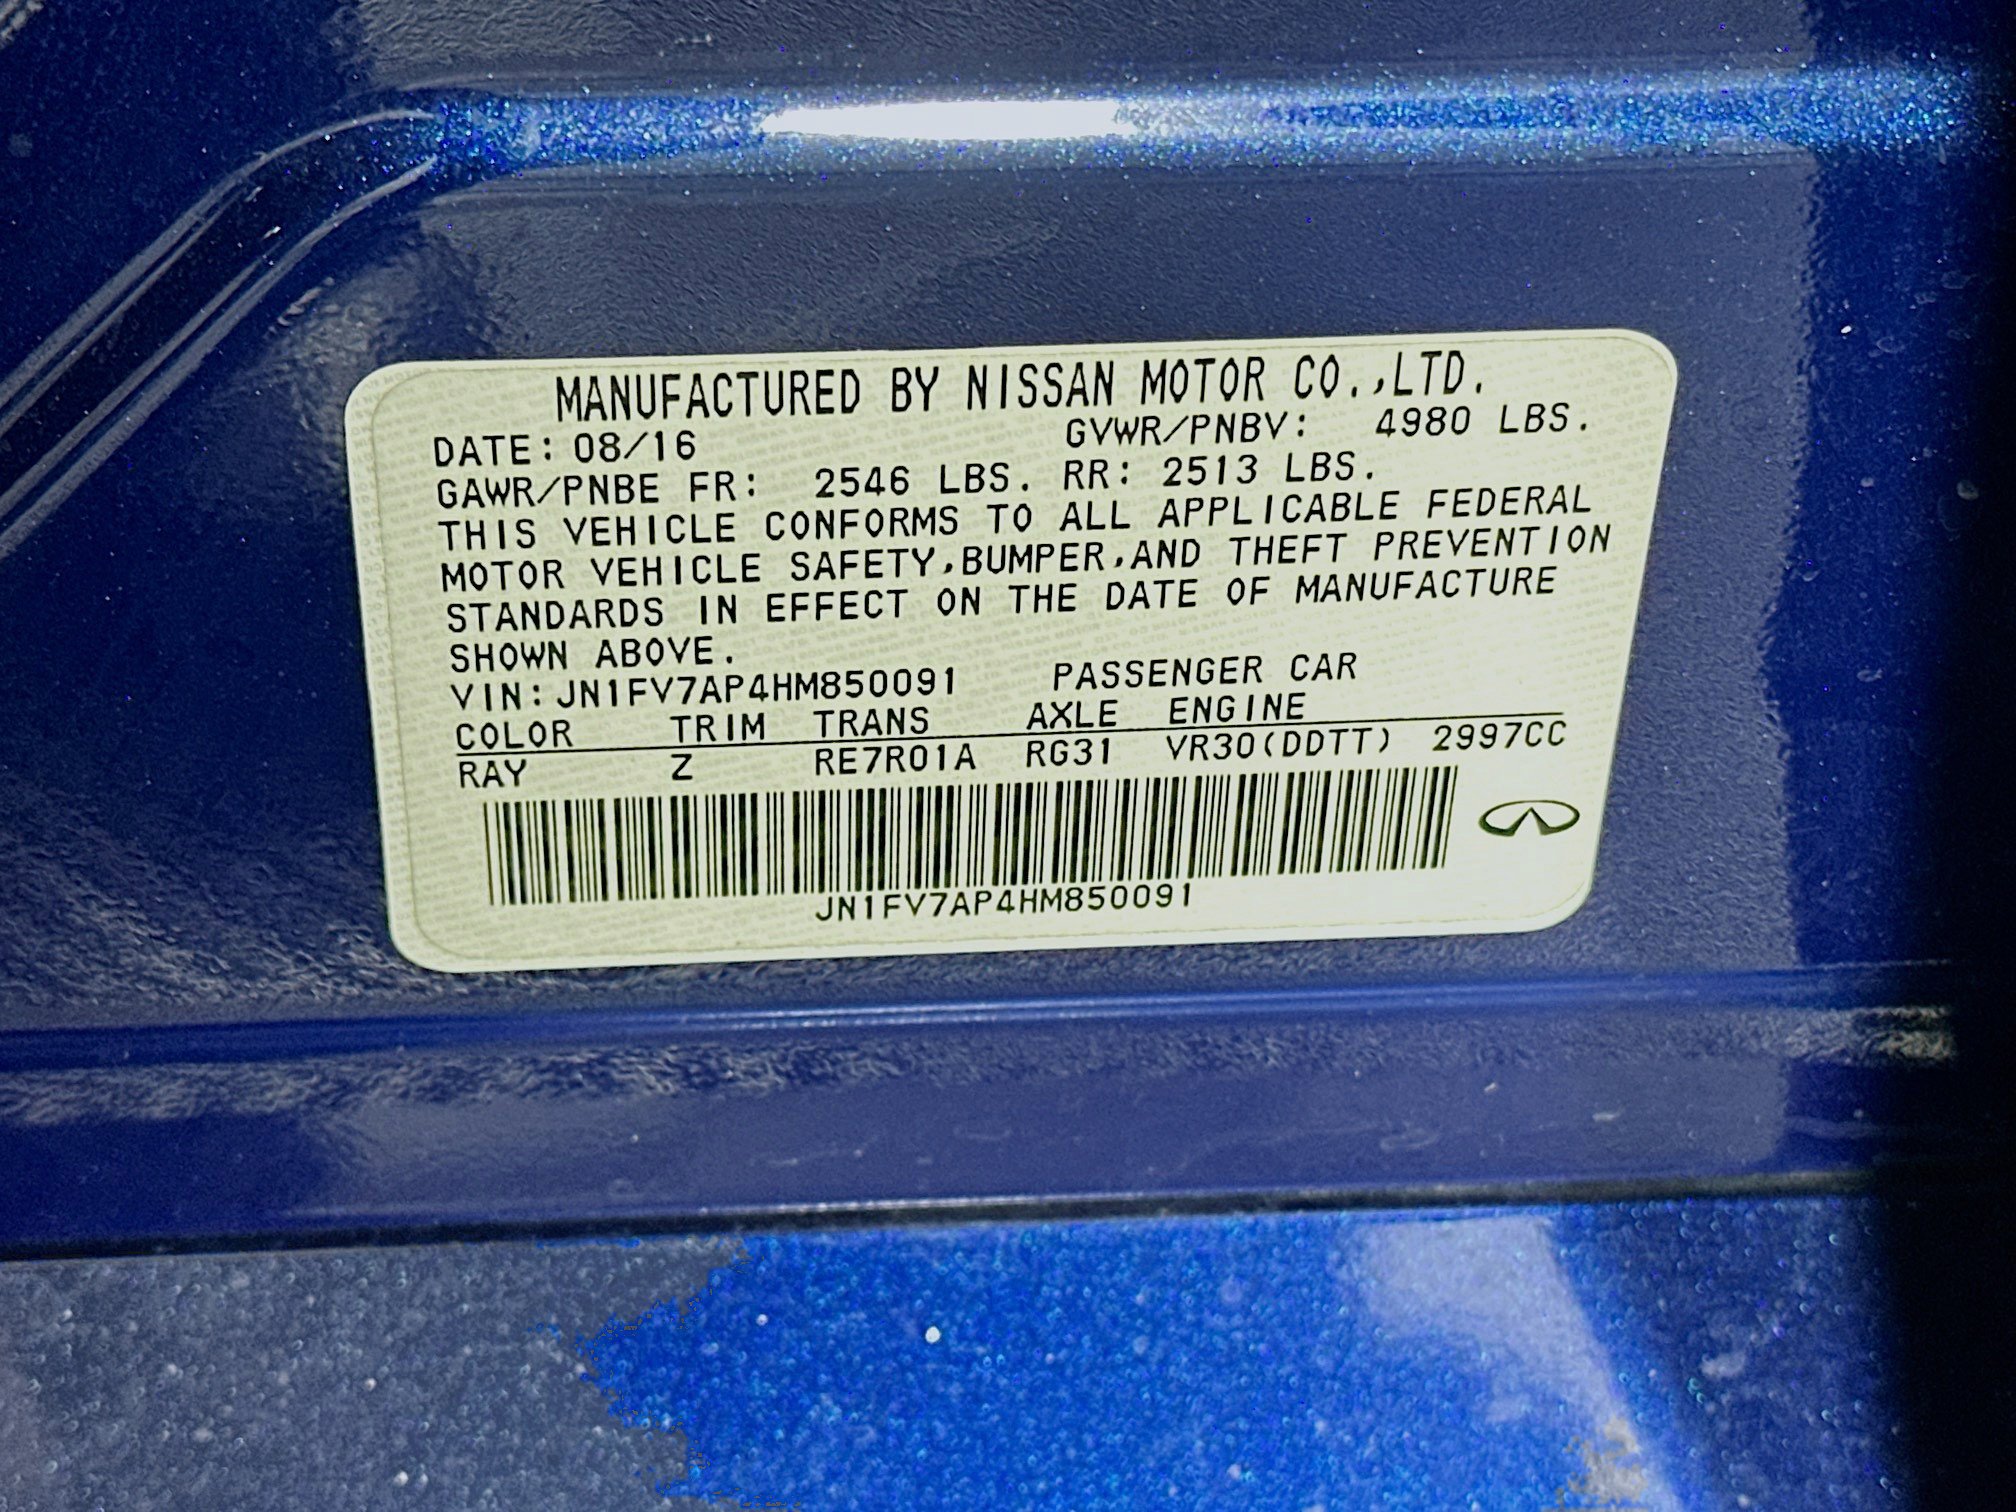 MANUFACTURED BY NISSAN MOTOR CO.,LTD.
DATE: 08/16 GVWR/PNBV: 4980 LBS.
GAWR/PNBE FR: 2546 LBS. RR: 2513 LBS.
THIS VEHICLE CONFORMS TO ALL APPLICABLE FEDERAL
MOTOR VEHICLE SAFETY,BUMPER,AND THEFT PREVENTION
STANDARDS IN EFFECT ON THE DATE OF MANUFACTURE
SHOWN ABOVE.
VIN: JN1FV7AP4HM850091 PASSENGER CAR
COLOR TRIM TRANS AXLE ENGINE
RAY Z RE7R01A RG31 VR30(DDTT) 2997CC
JN1FV7AP4HM850091